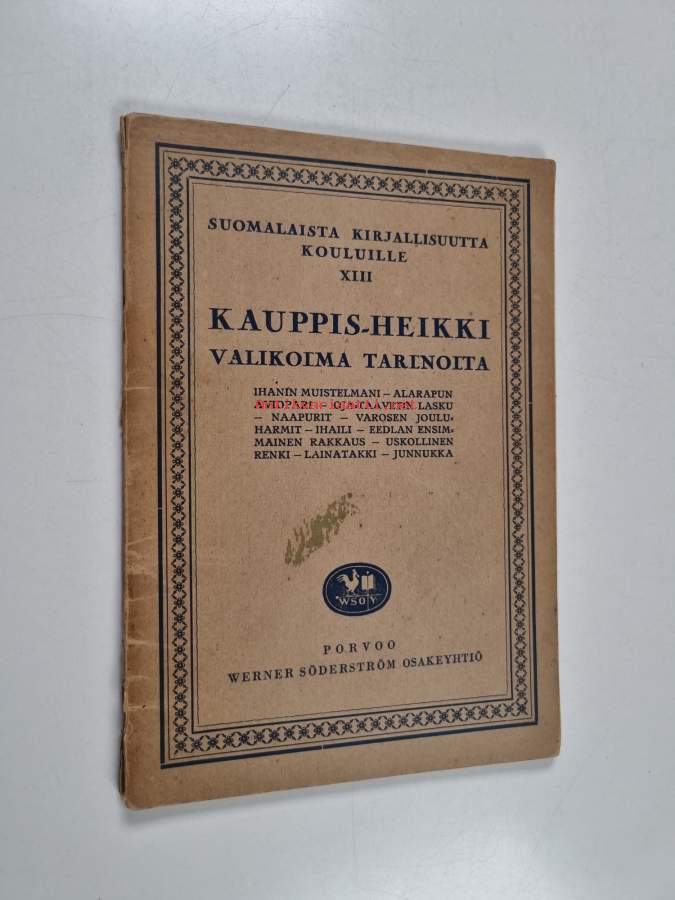 SUOMALAISTA KIRJALLISUUTTA
KOULUILLE
XIII
KAUPPIS-HEIKKI
VALIKOIMA TARINOITA
IHANIN MUISTELMANI – ALARAPUN
LASKU
– NAAPURIT – VAROSEN JOULU-
HARMIT – IHAILI – EEDLAN ENSIM-
MAINEN RAKKAUS – USKOLLINEN
RENKI – LAINATAKKI – JUNNUKKA
WSOY
PORVOO
WERNER SÖDERSTRÖM OSAKEYHTIÖ